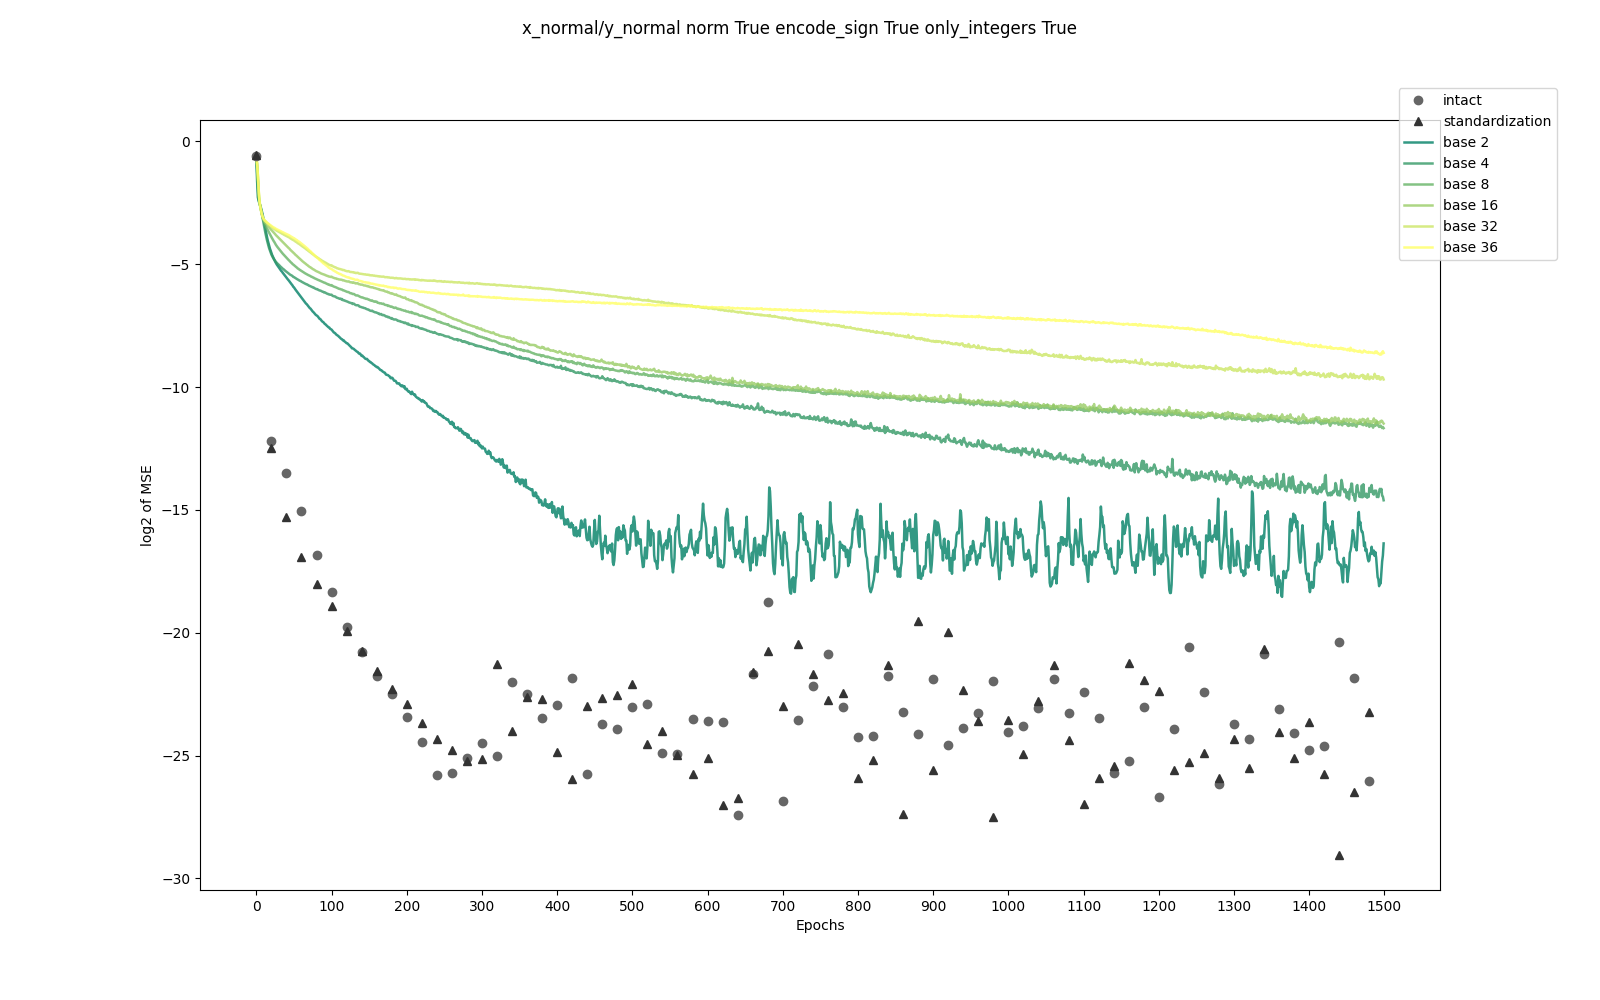 x_normal/y_normal norm True encode_sign True only_integers True
intact
standardization
base 2
base 4
base 8
base 16
base 32
base 36
log2 of MSE
0
−5
−10
−15
−20
−25
−30
0 100 200 300 400 500 600 700 800 900 1000 1100 1200 1300 1400 1500
Epochs